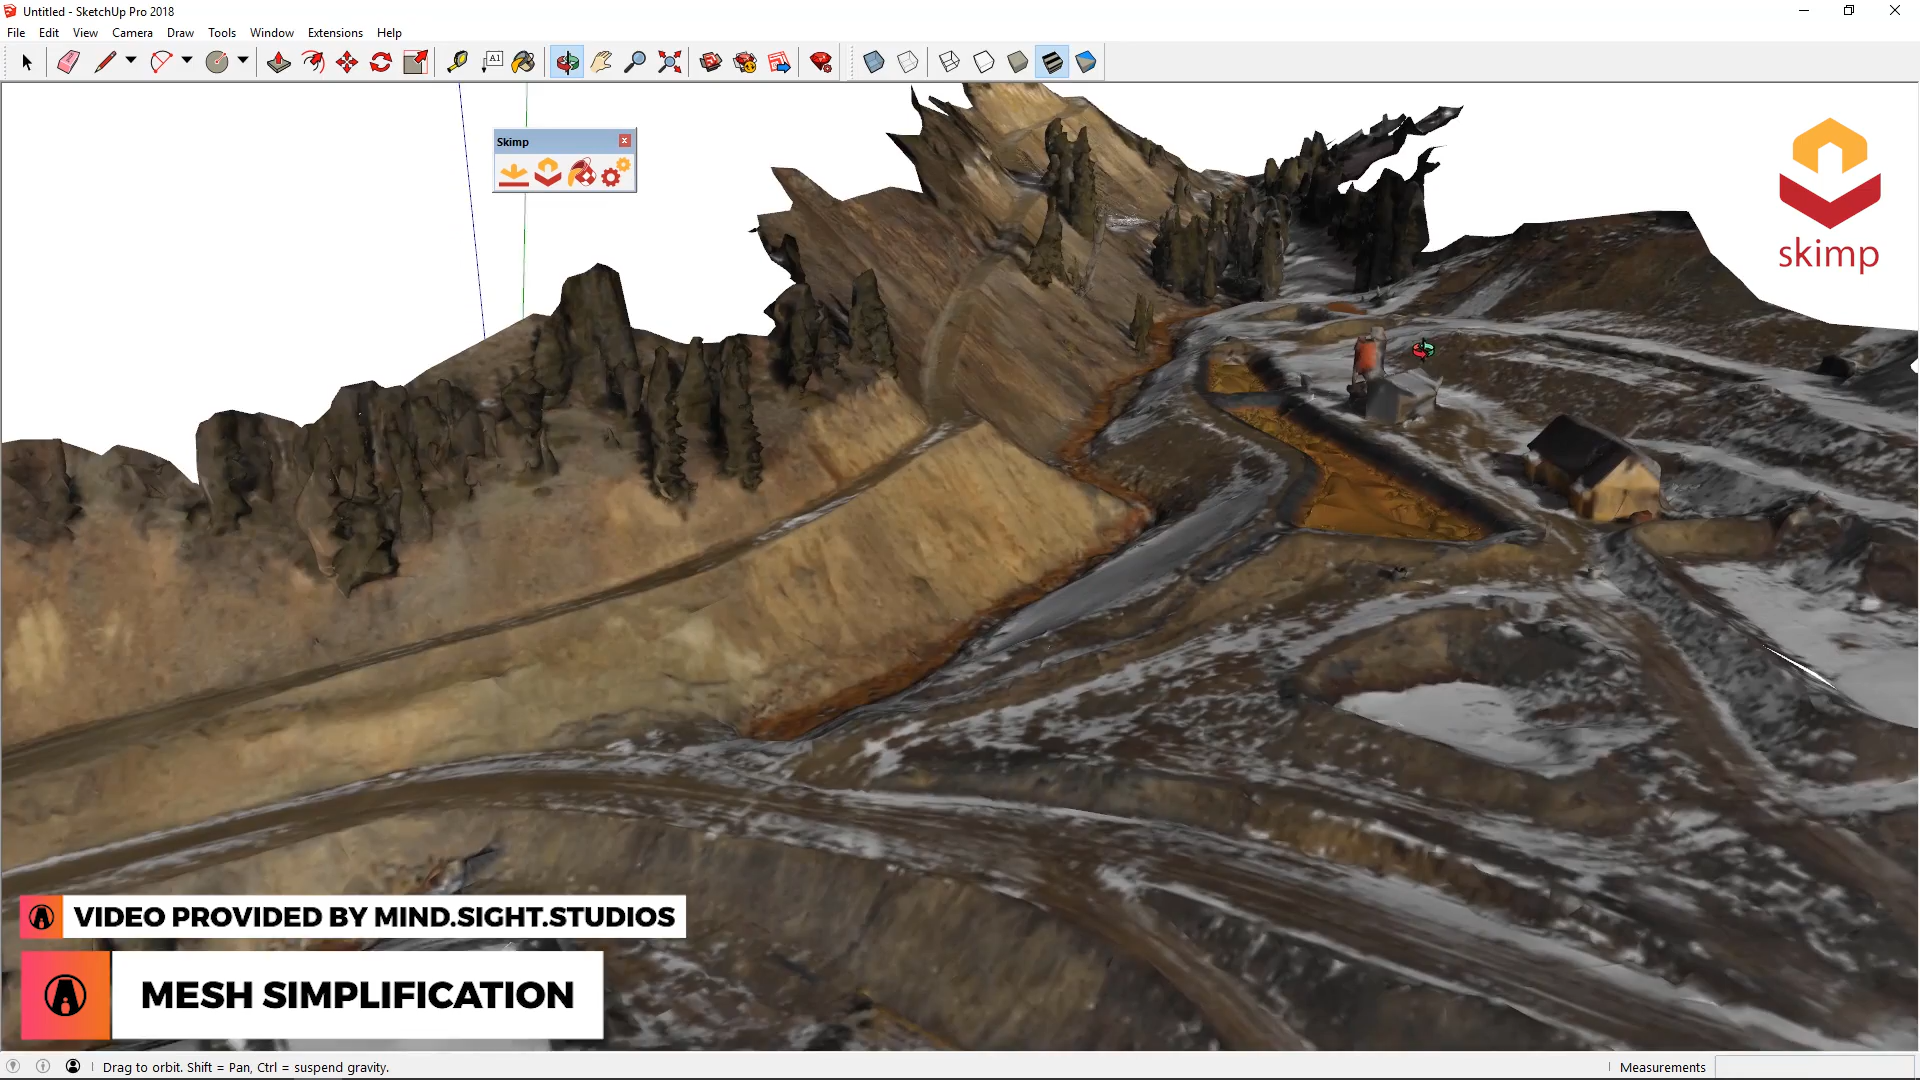 Untitled - SketchUp Pro 2018
File Edit View Camera Draw Tools Window Extensions Help
A1
Skimp
skimp
VIDEO PROVIDED BY MIND.SIGHT.STUDIOS
MESH SIMPLIFICATION
Drag to orbit. Shift = Pan, Ctrl = suspend gravity.
Measurements